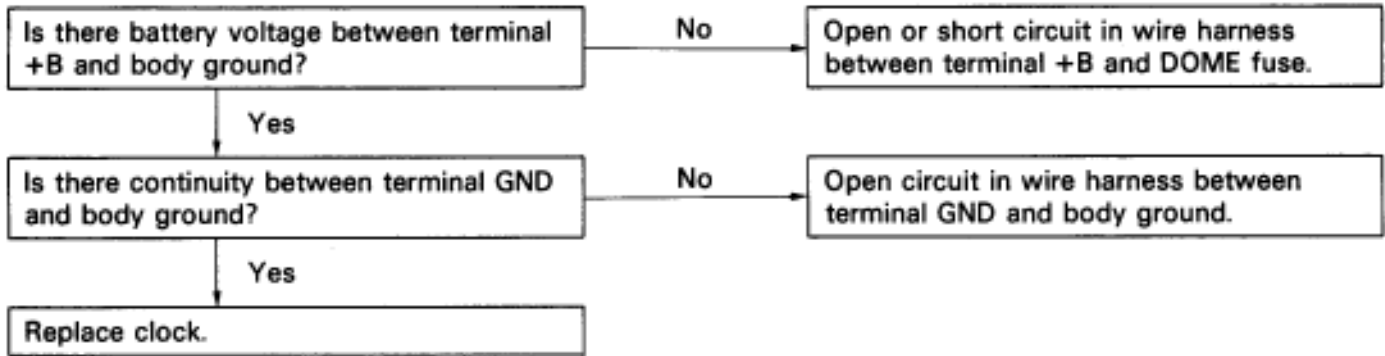 Is there battery voltage between terminal
+B and body ground?
No
Open or short circuit in wire harness
between terminal +B and DOME fuse.
Yes
Is there continuity between terminal GND
and body ground?
No
Open circuit in wire harness between
terminal GND and body ground.
Yes
Replace clock.